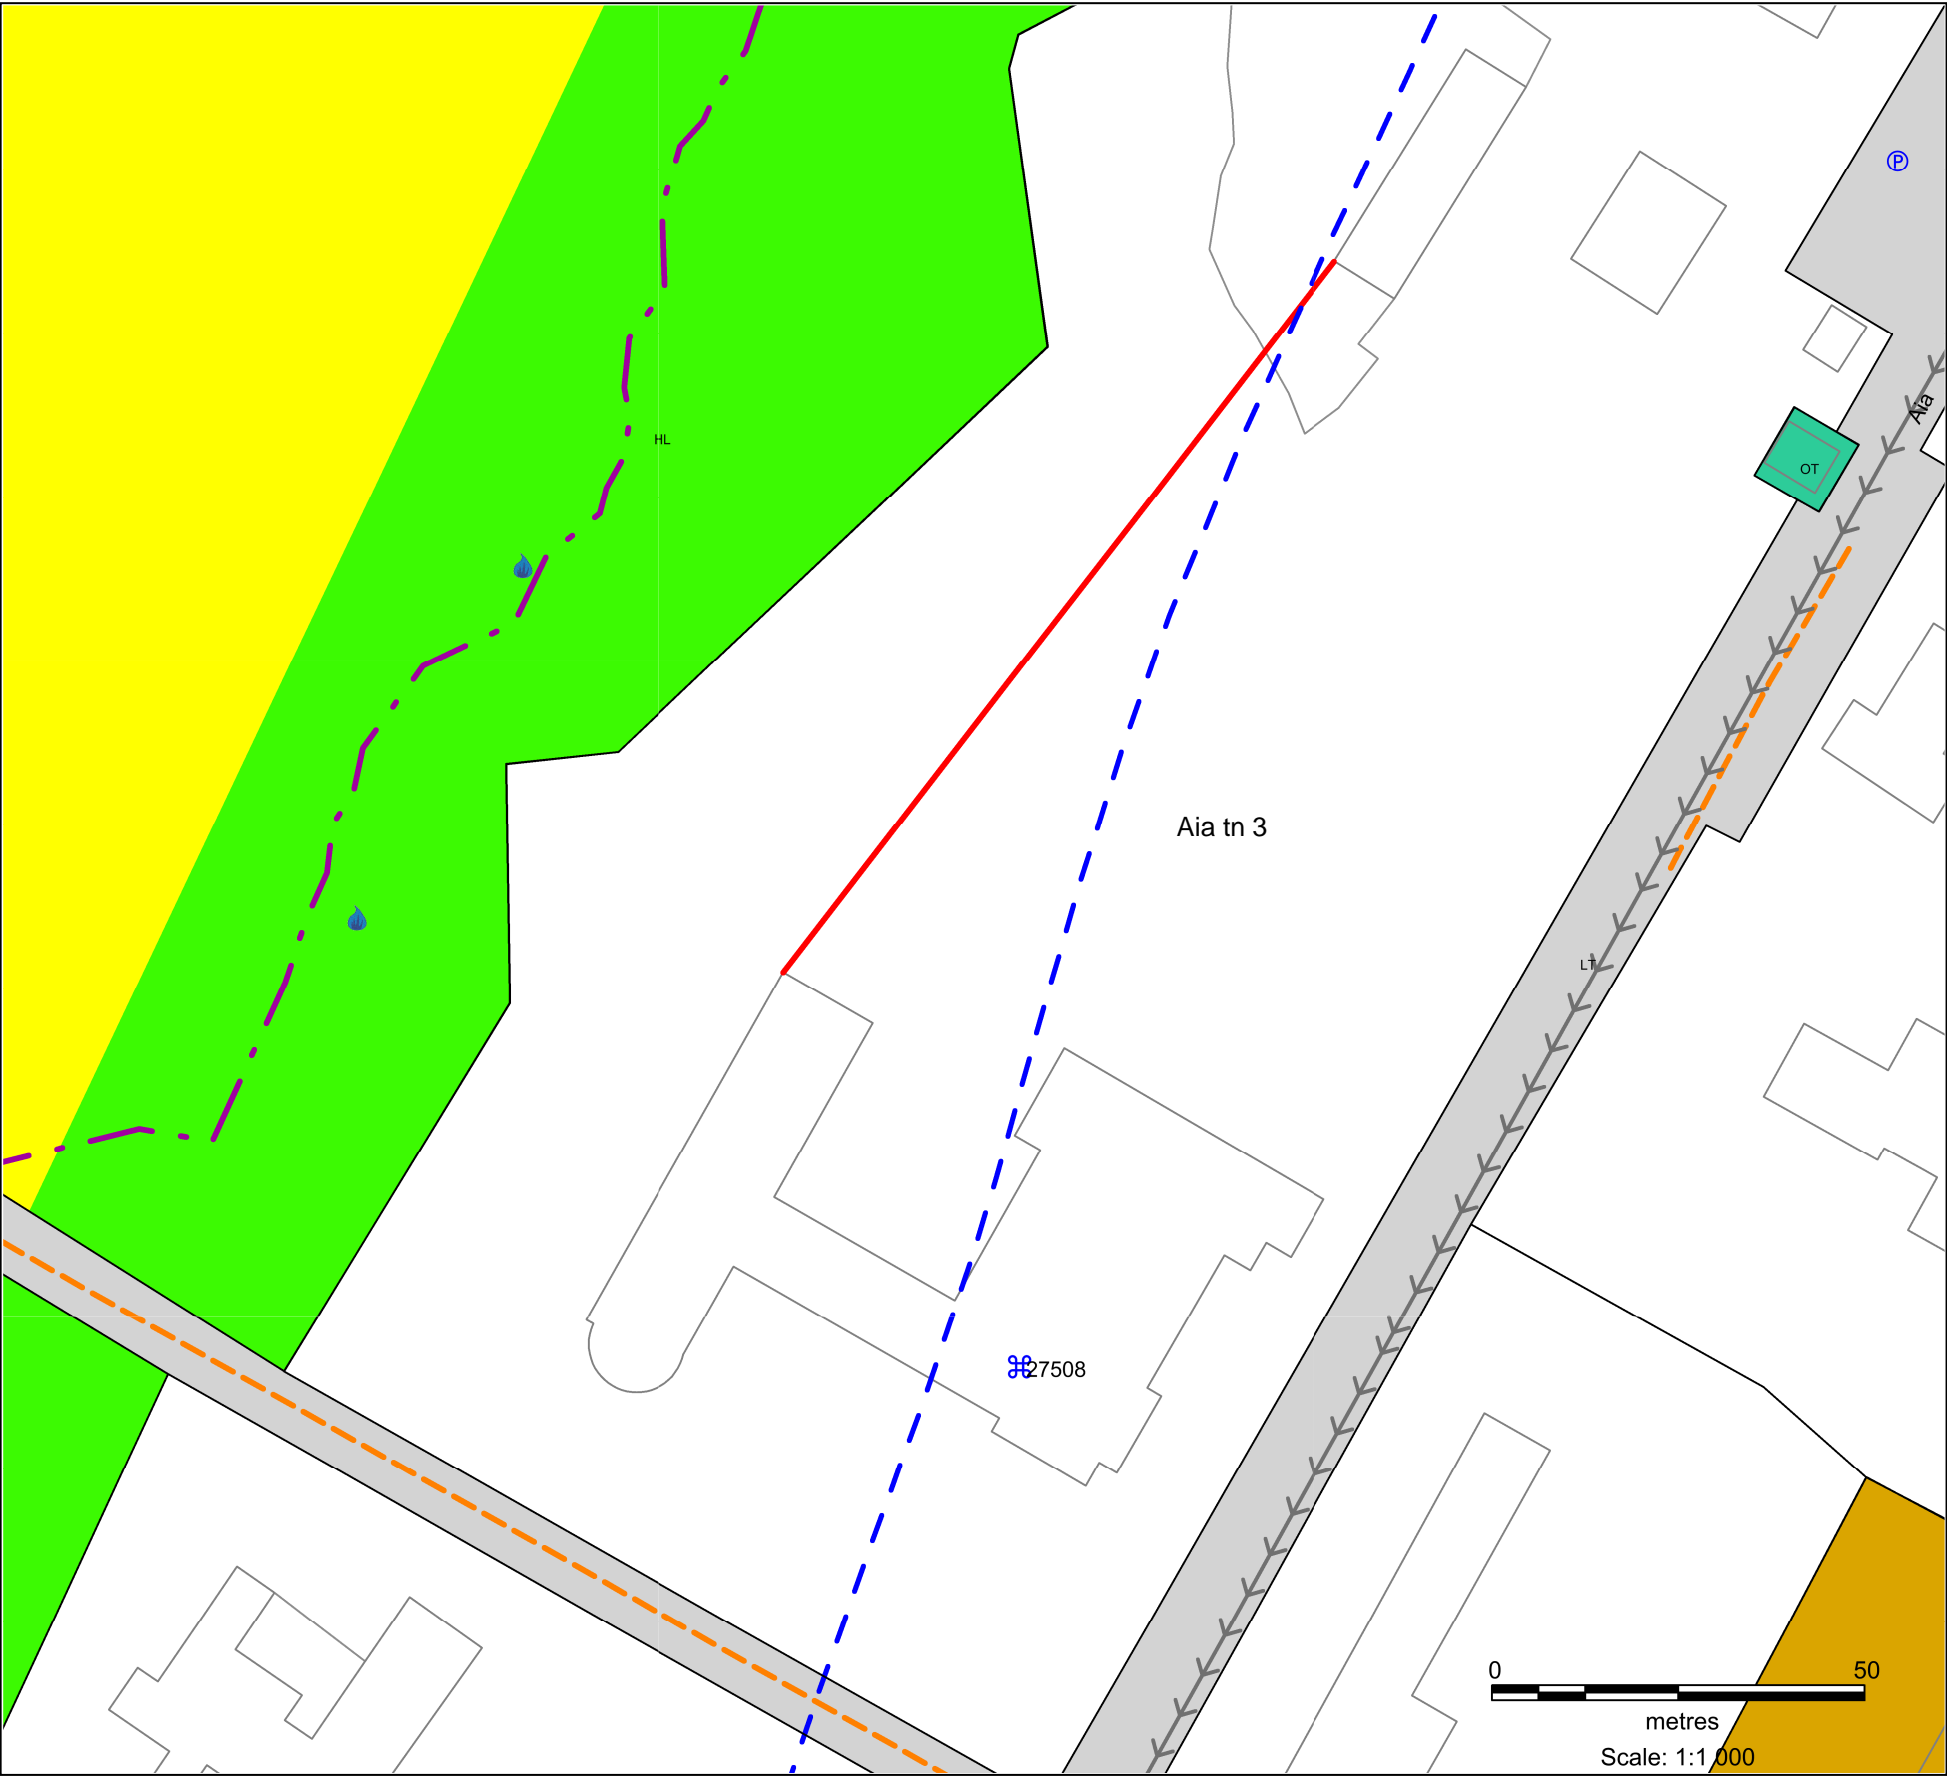 Ⓟ
Aia
HL
OT
Aia tn 3
LT
⌘27508
0 50
metres
Scale: 1:1 000